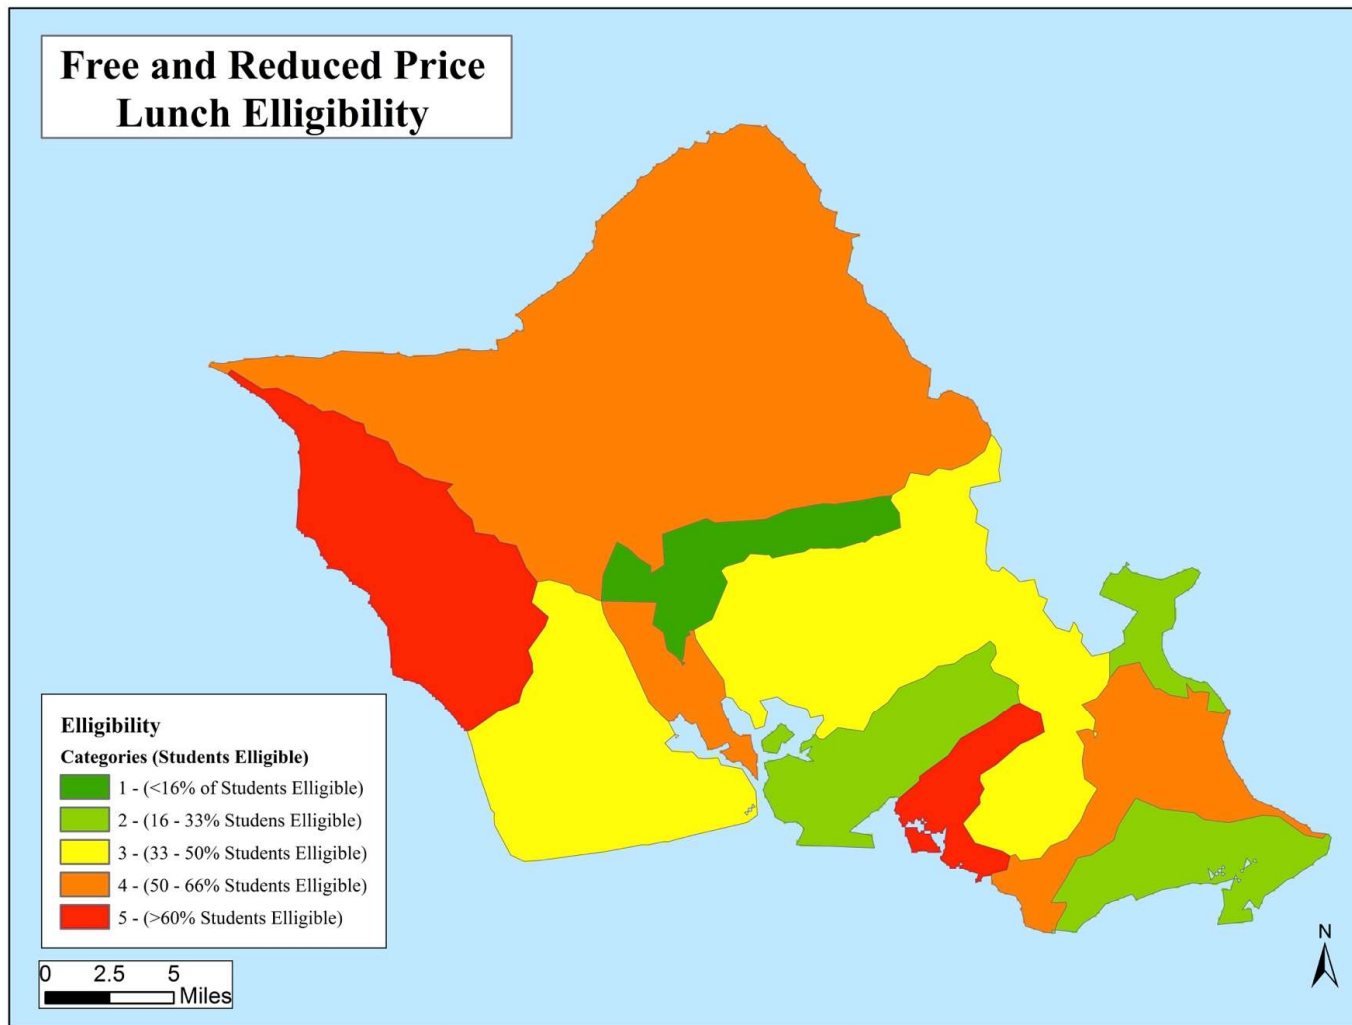 Free and Reduced Price
Lunch Elligibility
Elligibility
Categories (Students Elligible)
1 - (<16% of Students Elligible)
2 - (16 - 33% Studens Elligible)
3 - (33 - 50% Students Elligible)
4 - (50 - 66% Students Elligible)
5 - (>60% Students Elligible)
0 2.5 5
Miles
N